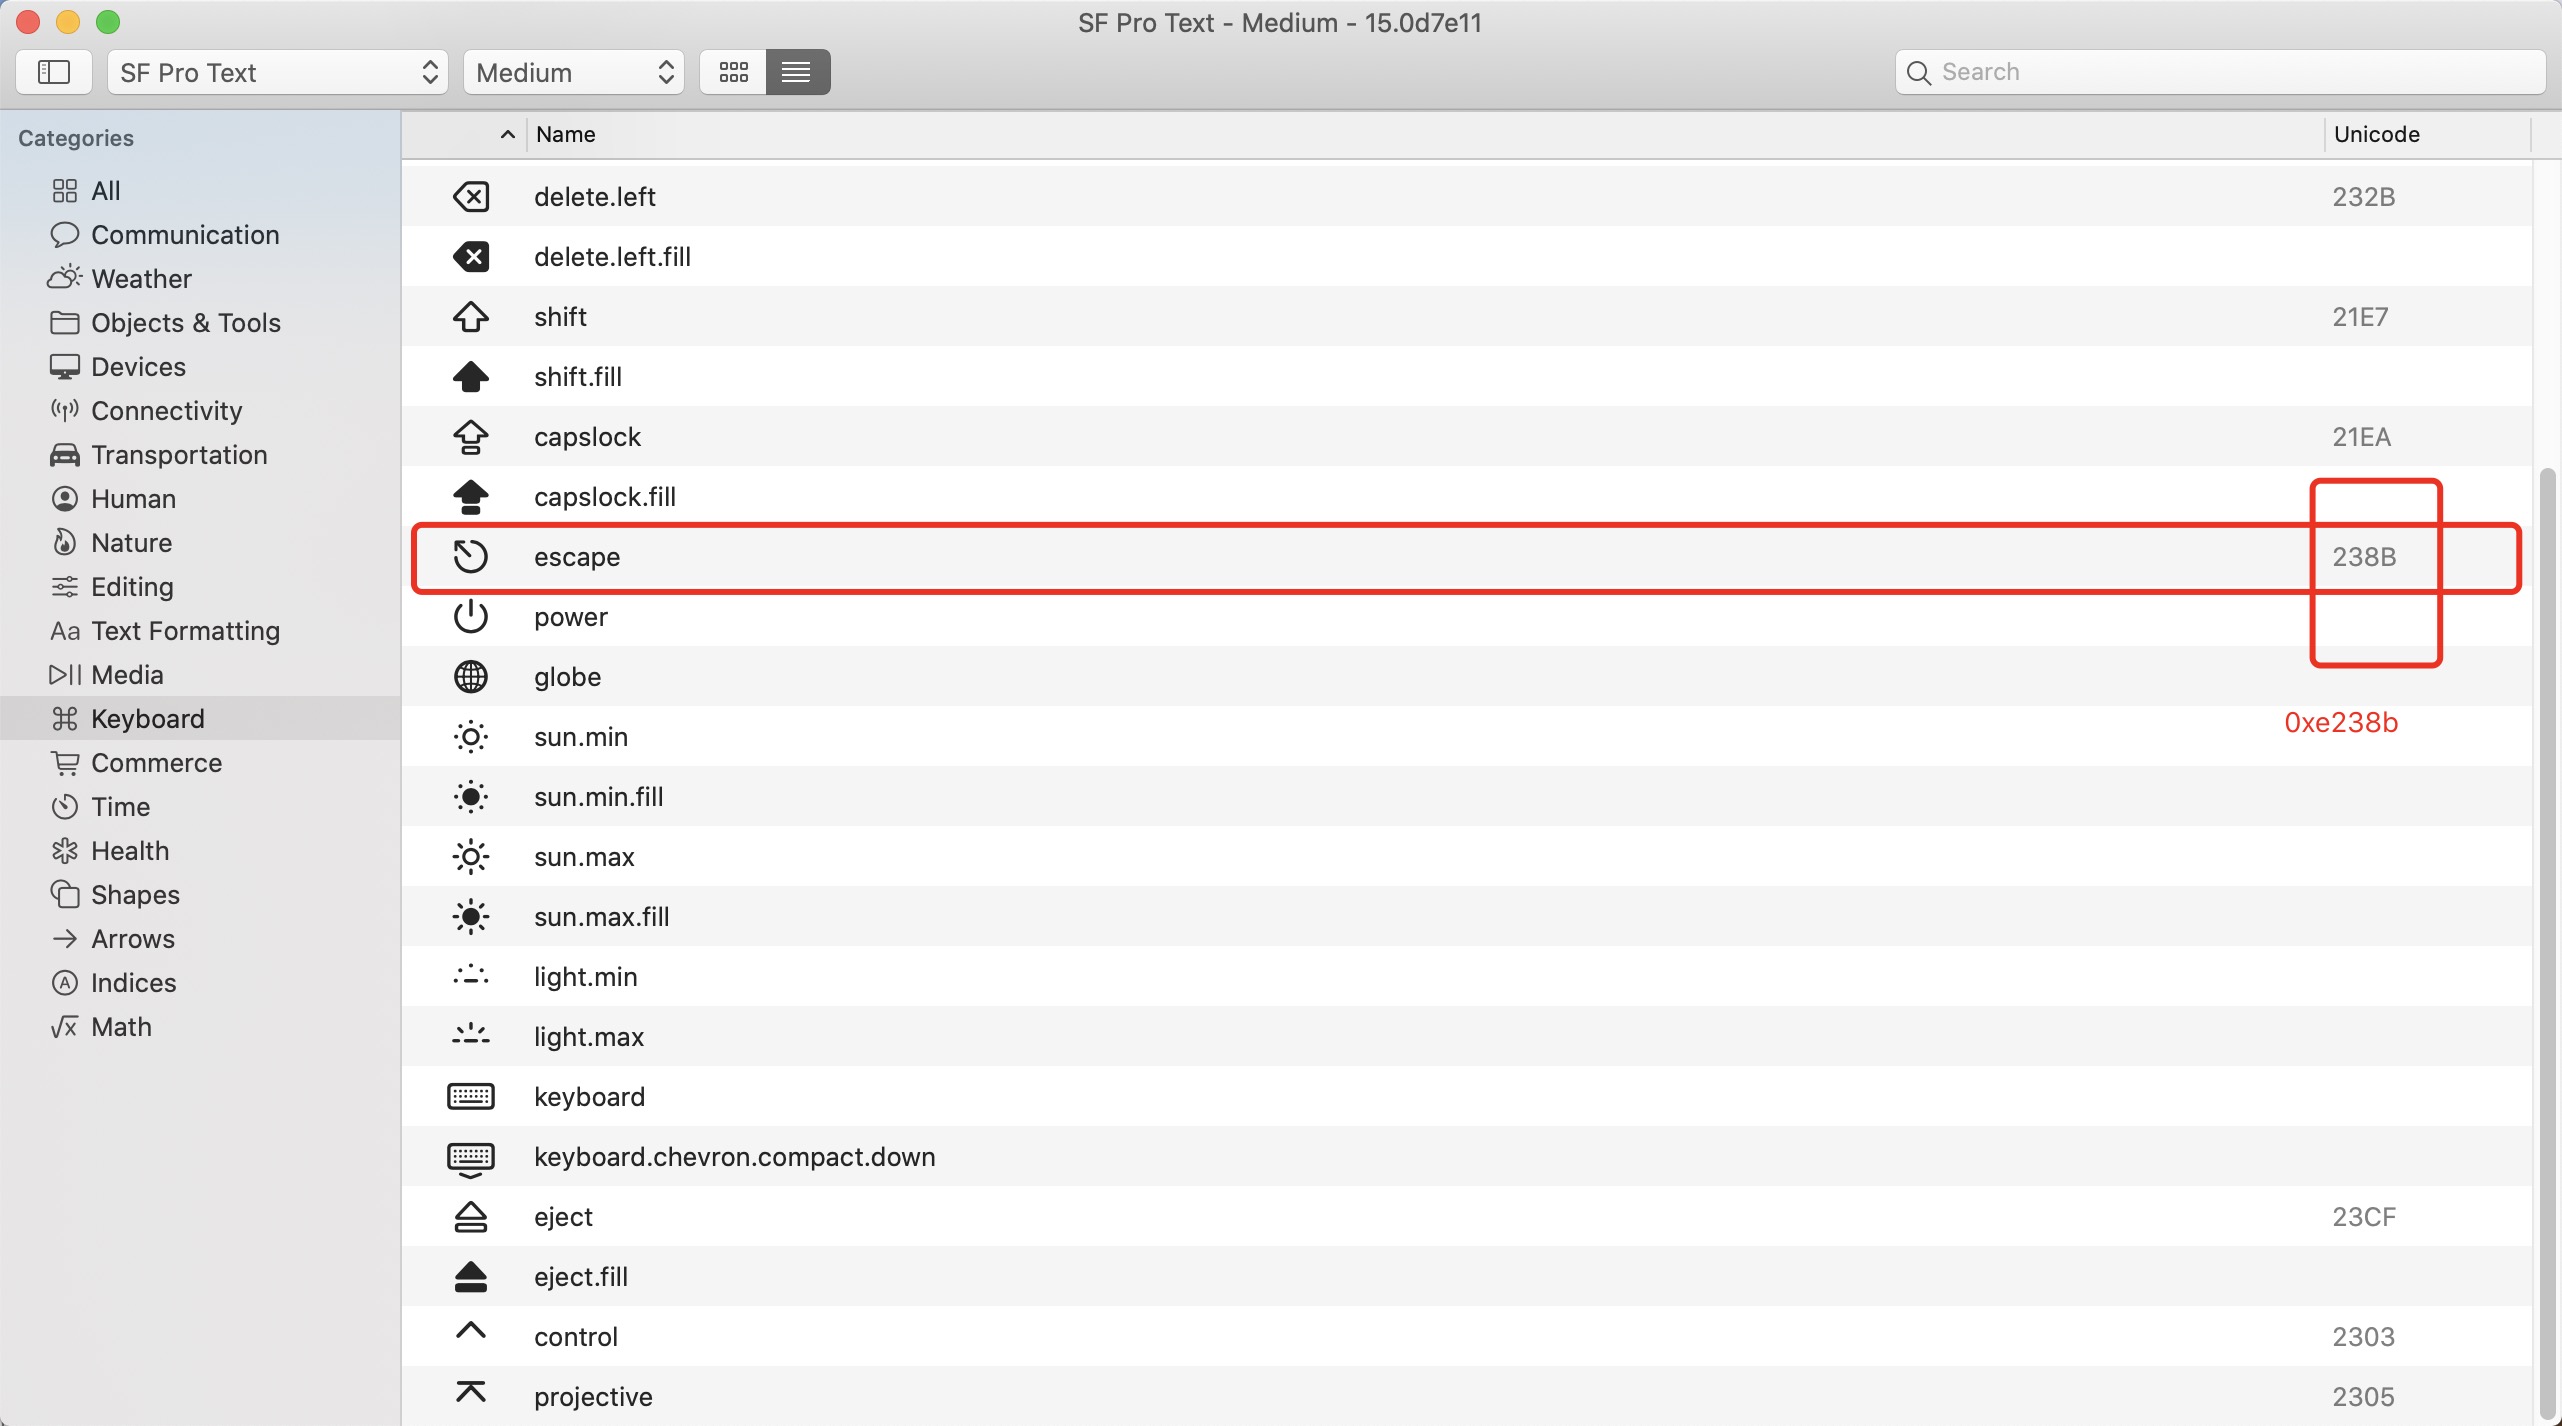 SF Pro Text - Medium - 15.0d7e11
SF Pro Text
Medium
Search
Categories
All
Communication
Weather
Objects & Tools
Devices
Connectivity
Transportation
Human
Nature
Editing
Aa Text Formatting
Media
Keyboard
Commerce
Time
Health
Shapes
Arrows
A Indices
√x Math
Name Unicode
delete.left 232B
delete.left.fill
shift 21E7
shift.fill
capslock 21EA
capslock.fill
escape 238B
power
globe
0xe238b
sun.min
sun.min.fill
sun.max
sun.max.fill
light.min
light.max
keyboard
keyboard.chevron.compact.down
eject 23CF
eject.fill
control 2303
projective 2305